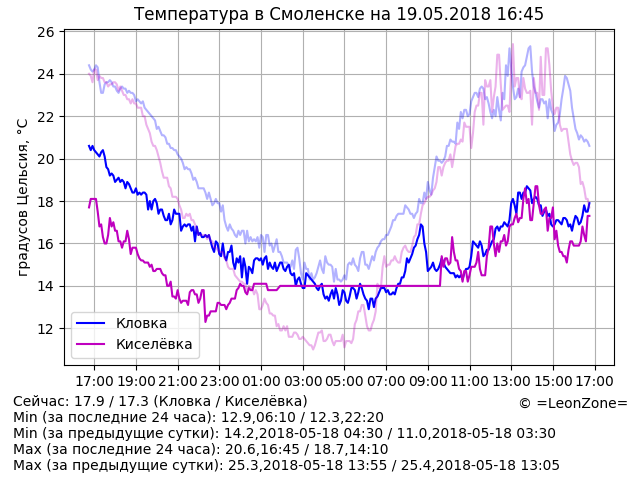 Температура в Смоленске на 19.05.2018 16:45
градусов Цельсия, °C
26
24
22
20
18
16
14
12
Кловка
Киселёвка
17:00 19:00 21:00 23:00 01:00 03:00 05:00 07:00 09:00 11:00 13:00 15:00 17:00
Сейчас: 17.9 / 17.3 (Кловка / Киселёвка)
© =LeonZone=
Min (за последние 24 часа): 12.9,06:10 / 12.3,22:20
Min (за предыдущие сутки): 14.2,2018-05-18 04:30 / 11.0,2018-05-18 03:30
Max (за последние 24 часа): 20.6,16:45 / 18.7,14:10
Max (за предыдущие сутки): 25.3,2018-05-18 13:55 / 25.4,2018-05-18 13:05